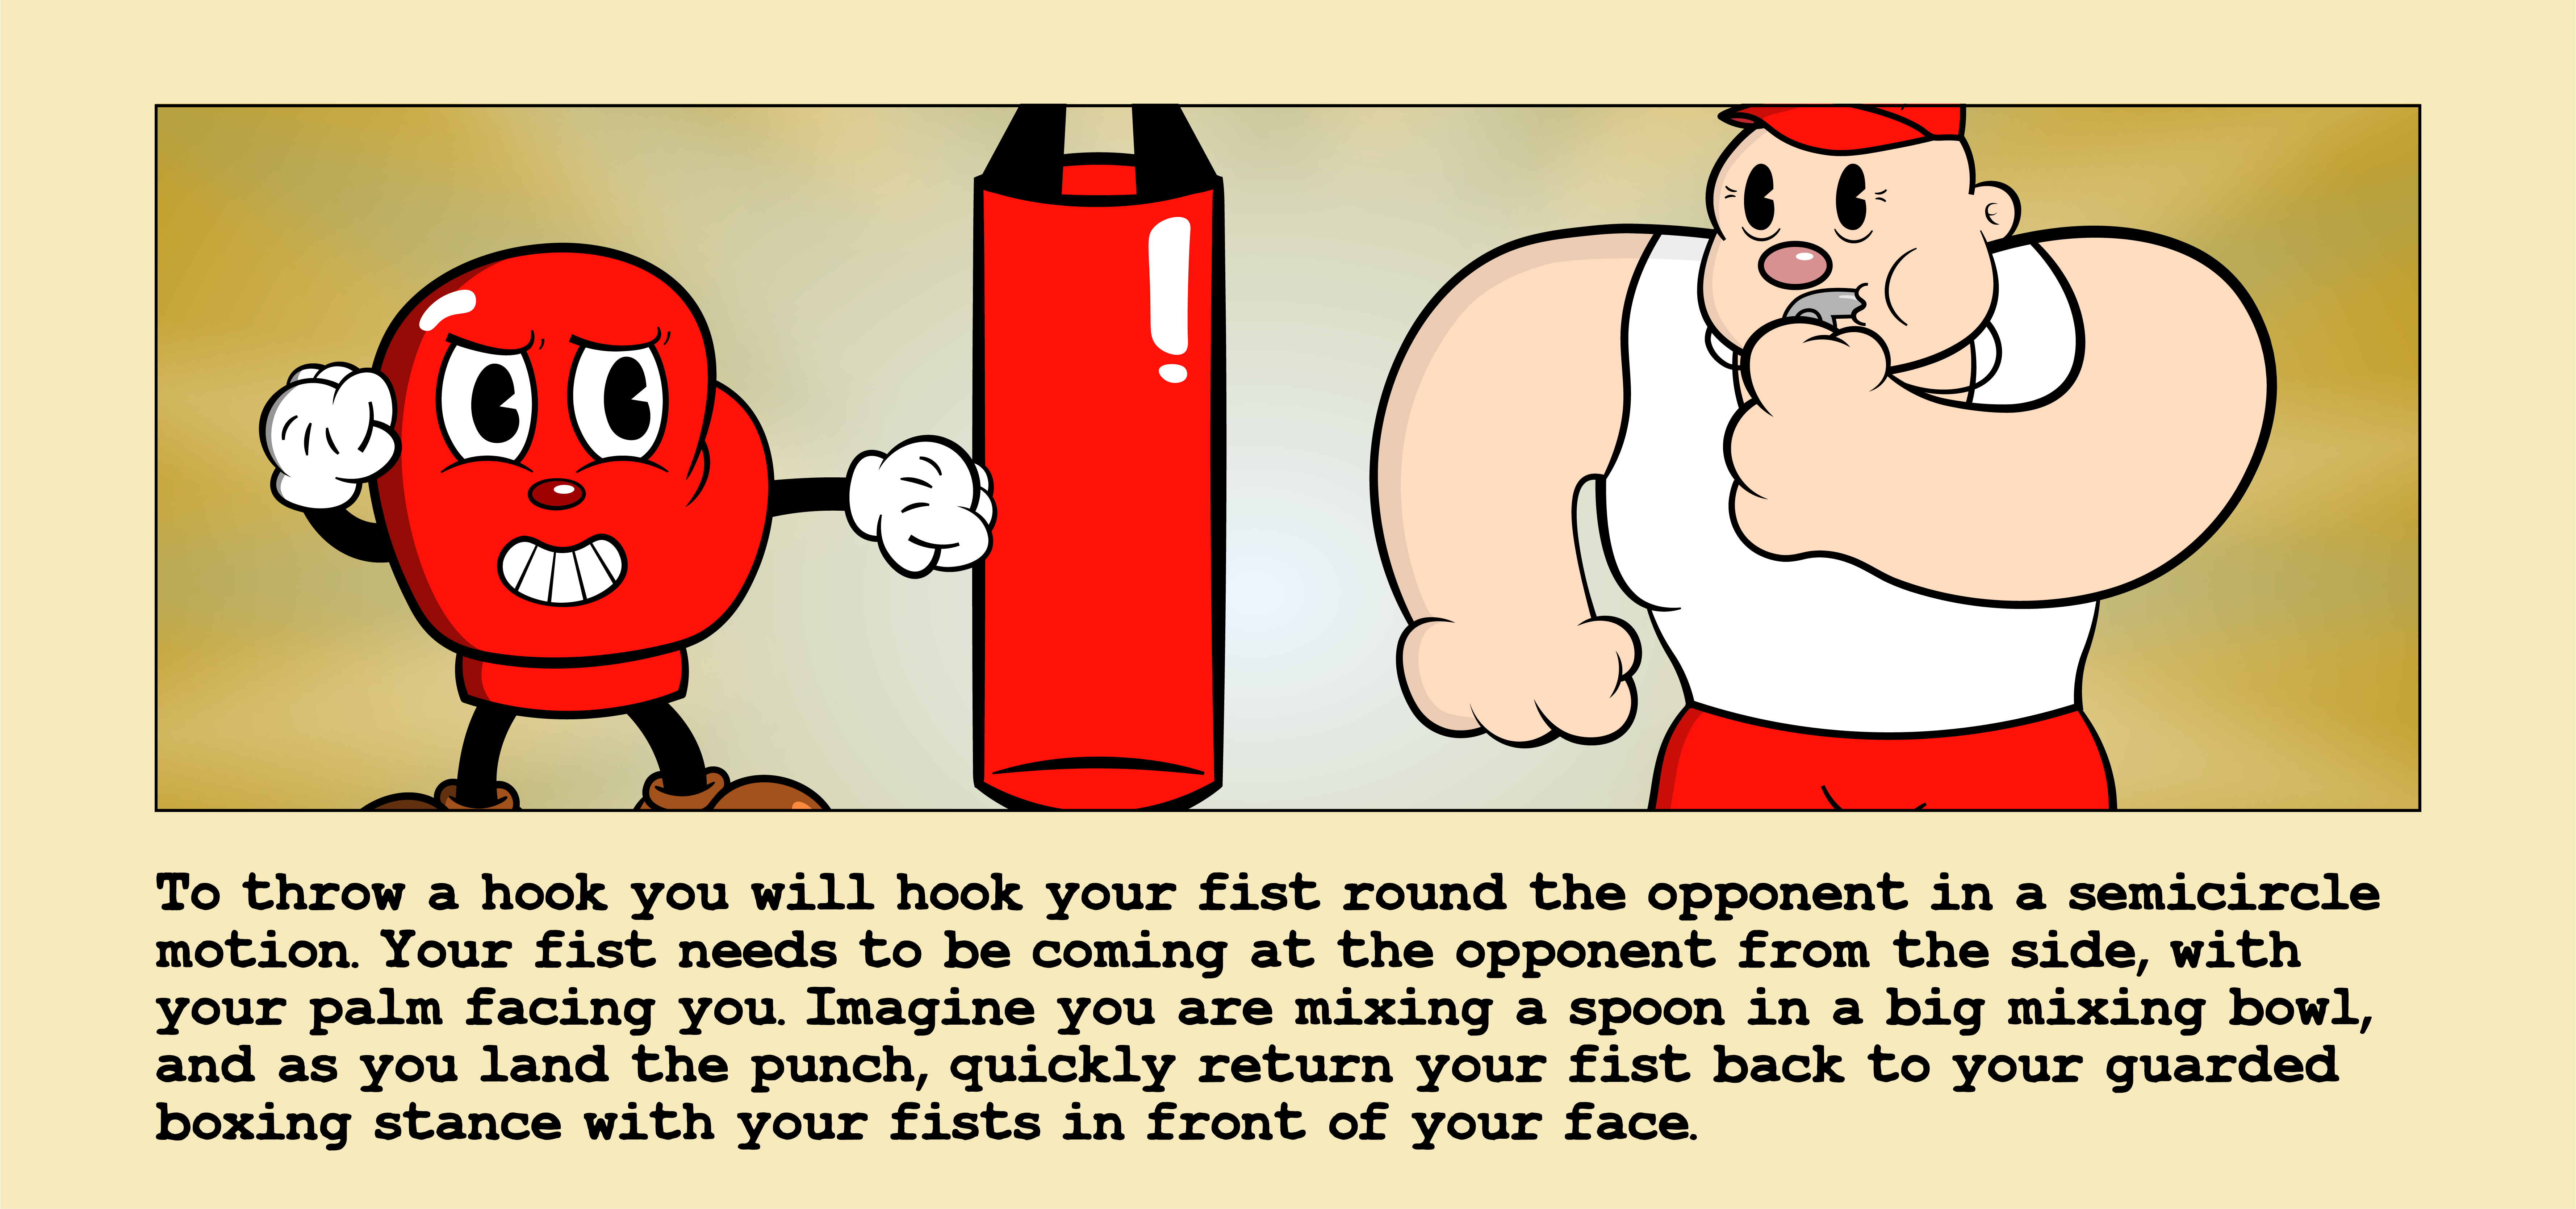 To throw a hook you will hook your fist round the opponent in a semicircle
motion. Your fist needs to be coming at the opponent from the side, with
your palm facing you. Imagine you are mixing a spoon in a big mixing bowl,
and as you land the punch, quickly return your fist back to your guarded
boxing stance with your fists in front of your face.